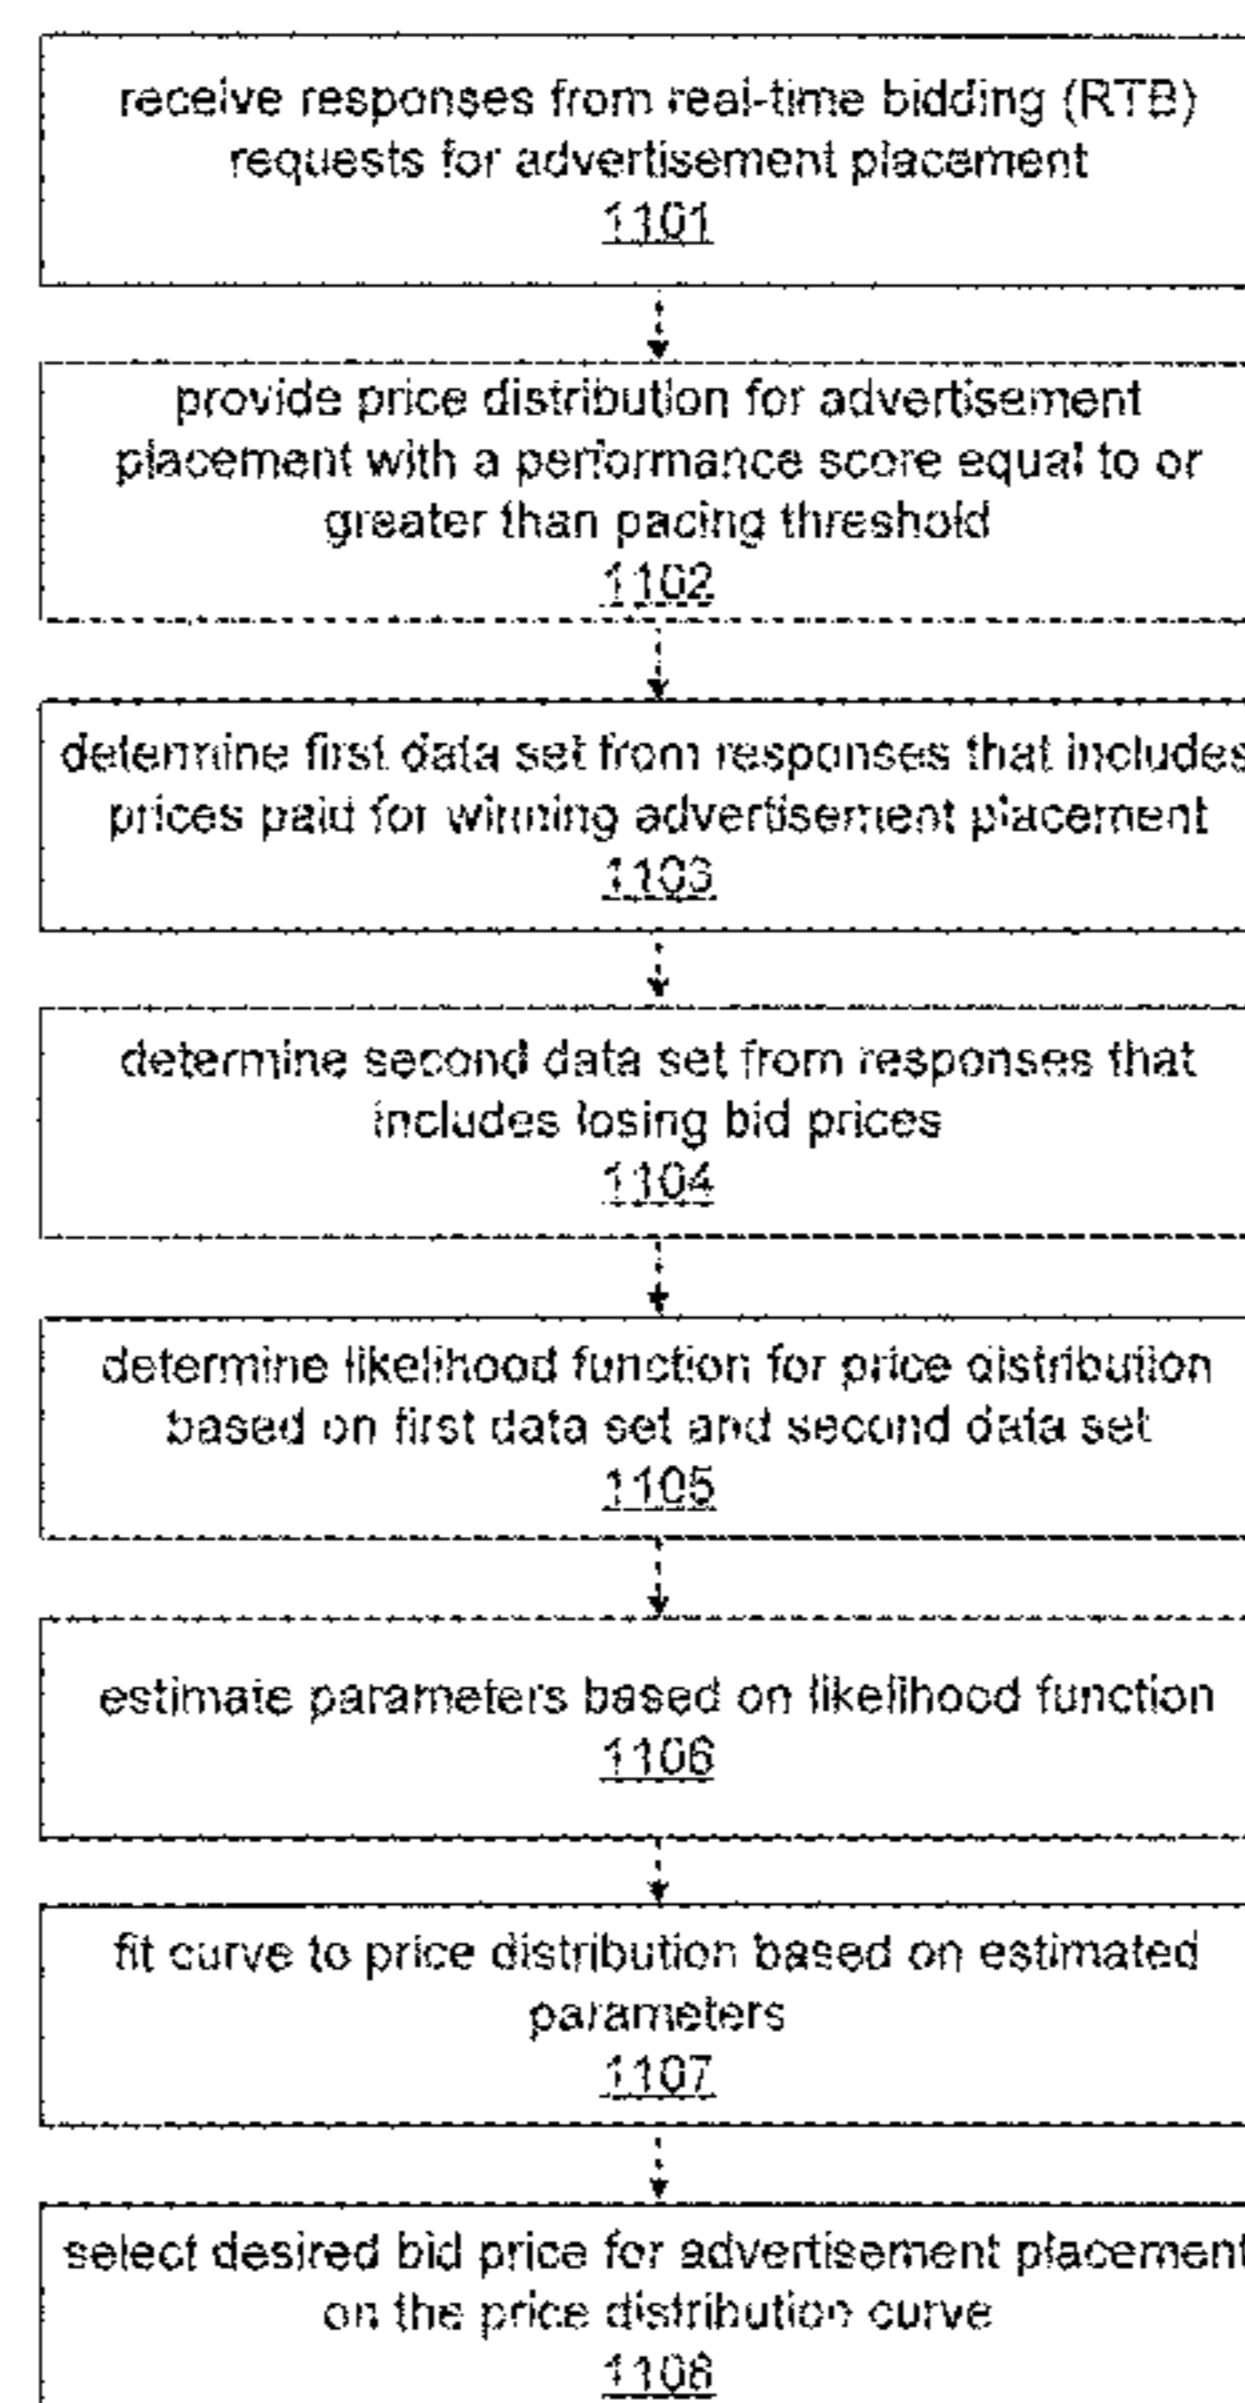 receive responses from real-time bidding (RTB)
requests for advertisement placement
1101
provide price distribution for advertisement
placement with a performance score equal to or
greater than pacing threshold
1102
determine first data set from responses that includes
prices paid for winning advertisement placement
1103
determine second data set from responses that
includes losing bid prices
1104
determine likelihood function for price distribution
based on first data set and second data set
1105
estimate parameters based on likelihood function
1106
fit curve to price distribution based on estimated
parameters
1107
select desired bid price for advertisement placement
on the price distribution curve
1108